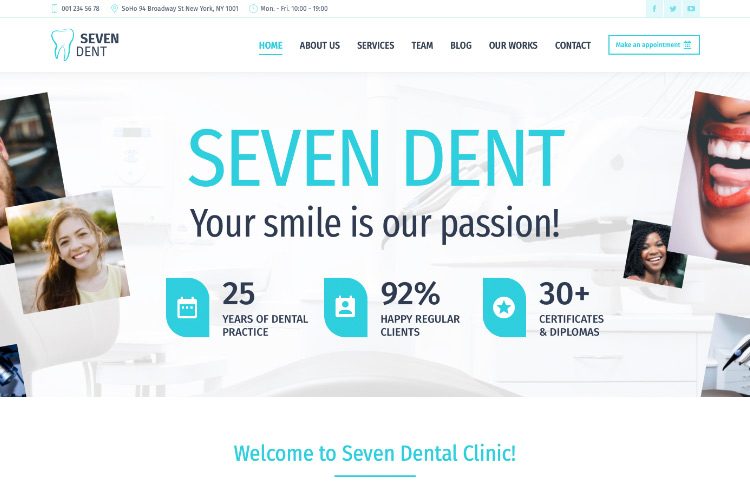 001 234 56 78 SoHo 94 Broadway St New York, NY 1001 Mon. - Fri. 10:00 - 19:00
SEVEN
DENT
HOME ABOUT US SERVICES TEAM BLOG OUR WORKS CONTACT Make an appointment
SEVEN DENT
Your smile is our passion!
25 92% 30+
YEARS OF DENTAL HAPPY REGULAR CERTIFICATES
PRACTICE CLIENTS & DIPLOMAS
Welcome to Seven Dental Clinic!